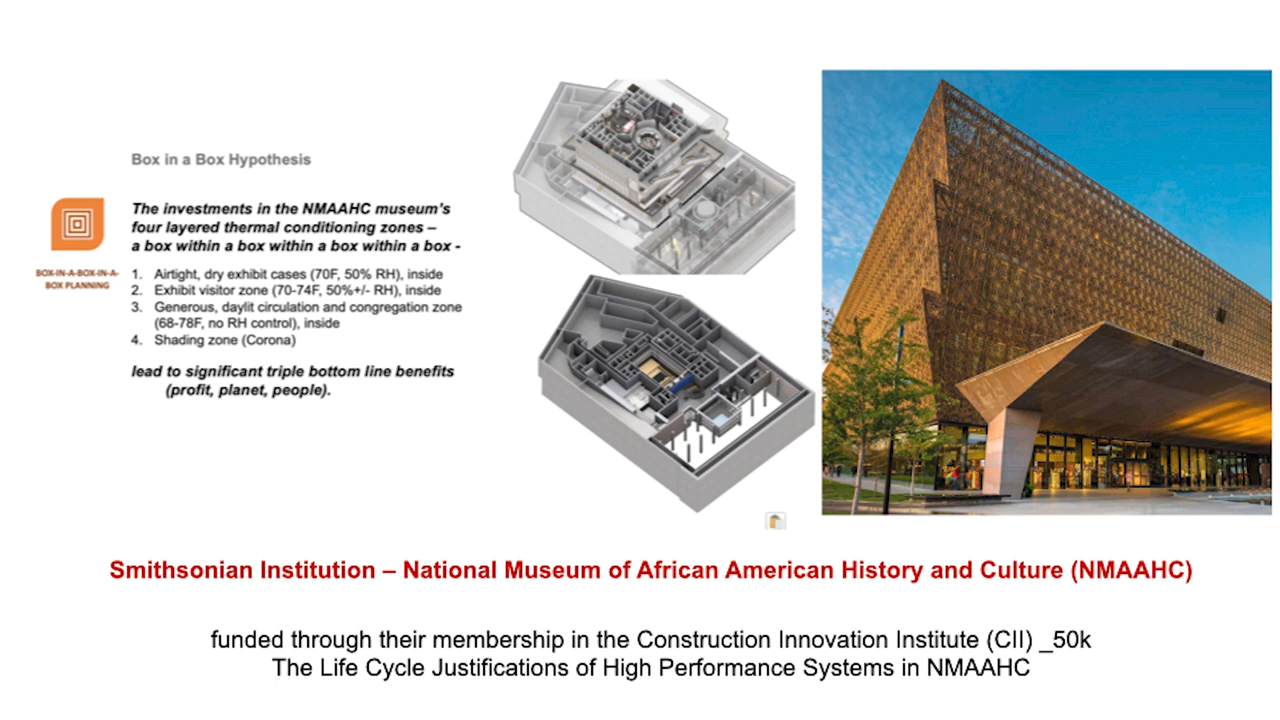 Box in a Box Hypothesis
The investments in the NMAAHC museum's
four layered thermal conditioning zones –
a box within a box within a box within a box -
BOX-IN-A-BOX-IN-A-
BOX PLANNING
1. Airtight, dry exhibit cases (70F, 50% RH), inside
2. Exhibit visitor zone (70-74F, 50%+/- RH), inside
3. Generous, daylit circulation and congregation zone
(68-78F, no RH control), inside
4. Shading zone (Corona)
lead to significant triple bottom line benefits
(profit, planet, people).
Smithsonian Institution – National Museum of African American History and Culture (NMAAHC)
funded through their membership in the Construction Innovation Institute (CII) _50k
The Life Cycle Justifications of High Performance Systems in NMAAHC